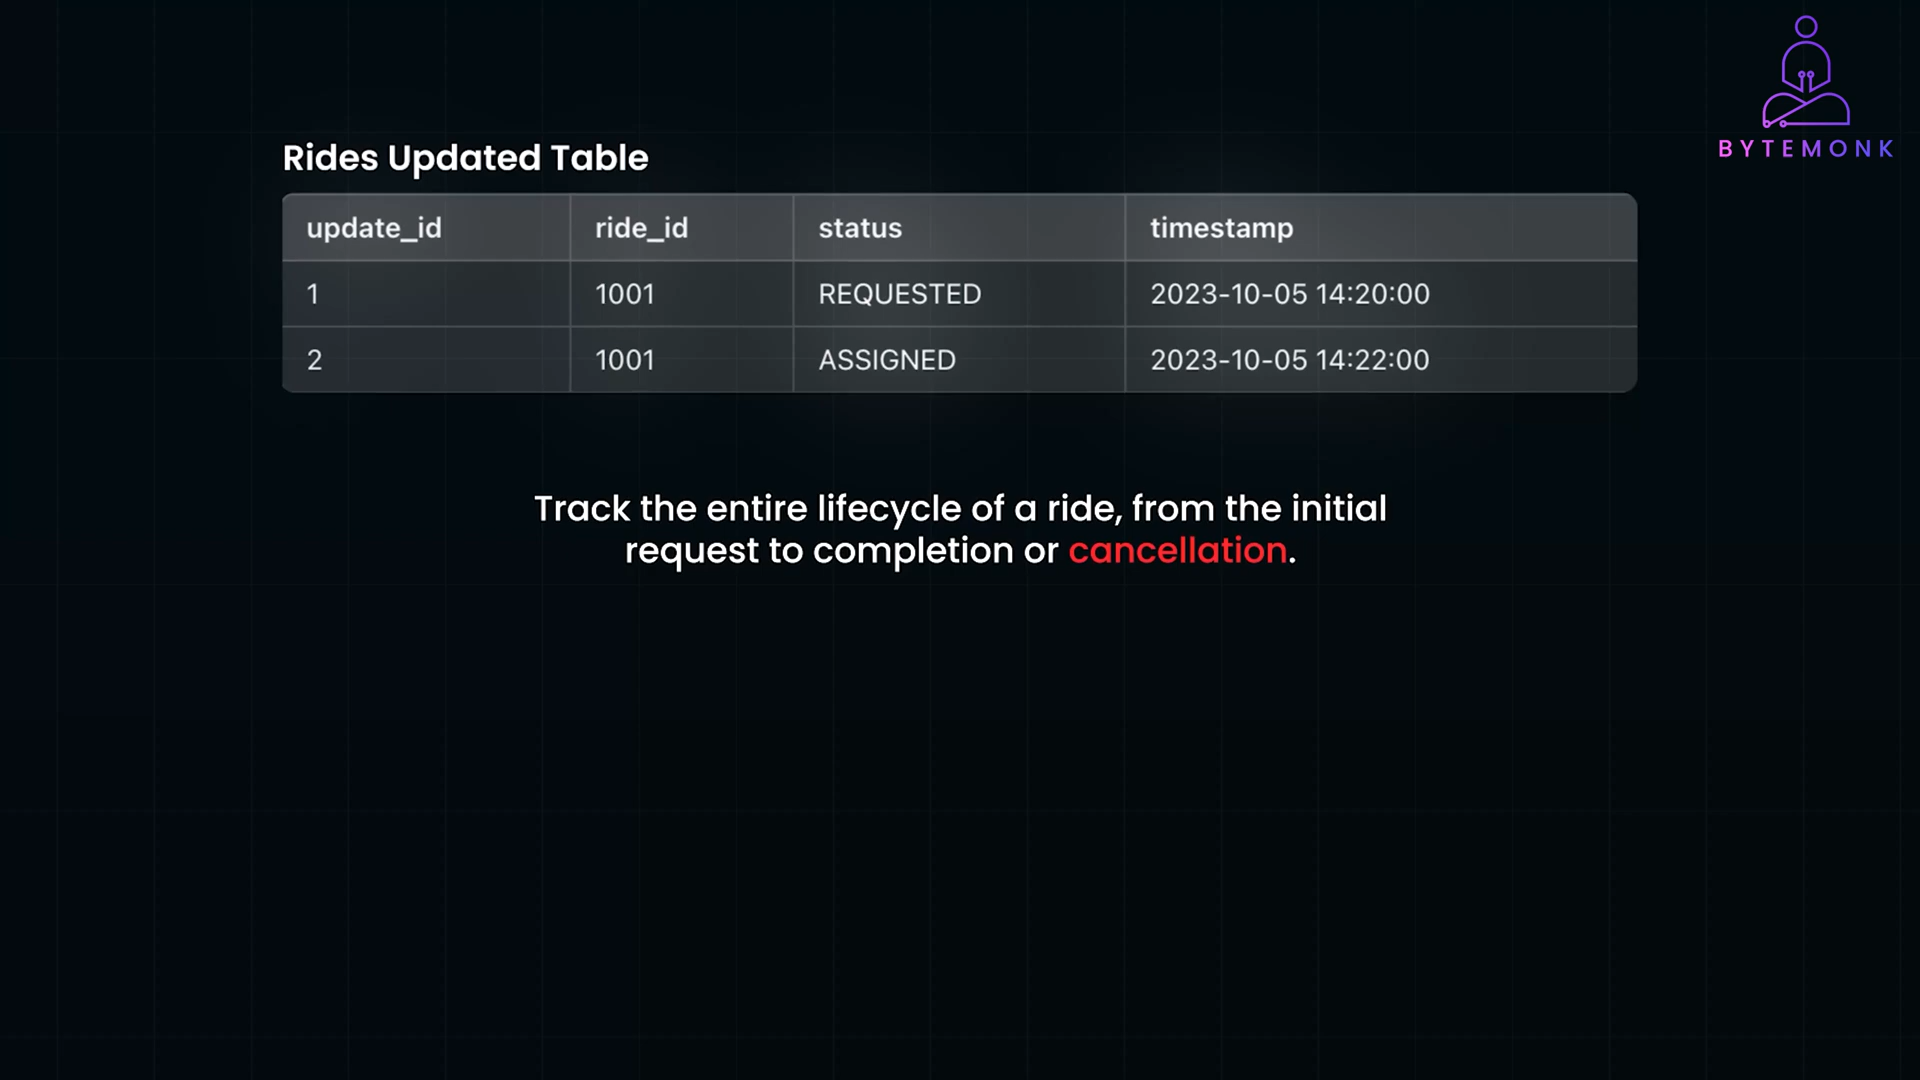 BYTEMONK
Rides Updated Table
update_id ride_id status timestamp
1 1001 REQUESTED 2023-10-05 14:20:00
2 1001 ASSIGNED 2023-10-05 14:22:00
Track the entire lifecycle of a ride, from the initial
request to completion or cancellation.